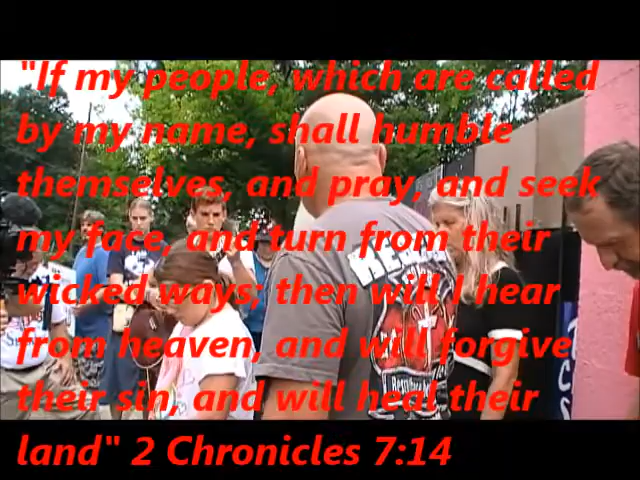 "If my people, which are called
by my name, shall humble
themselves, and pray, and seek
my face, and turn from their
wicked ways; then will I hear
from heaven, and will forgive
their sin, and will heal their
land" 2 Chronicles 7:14